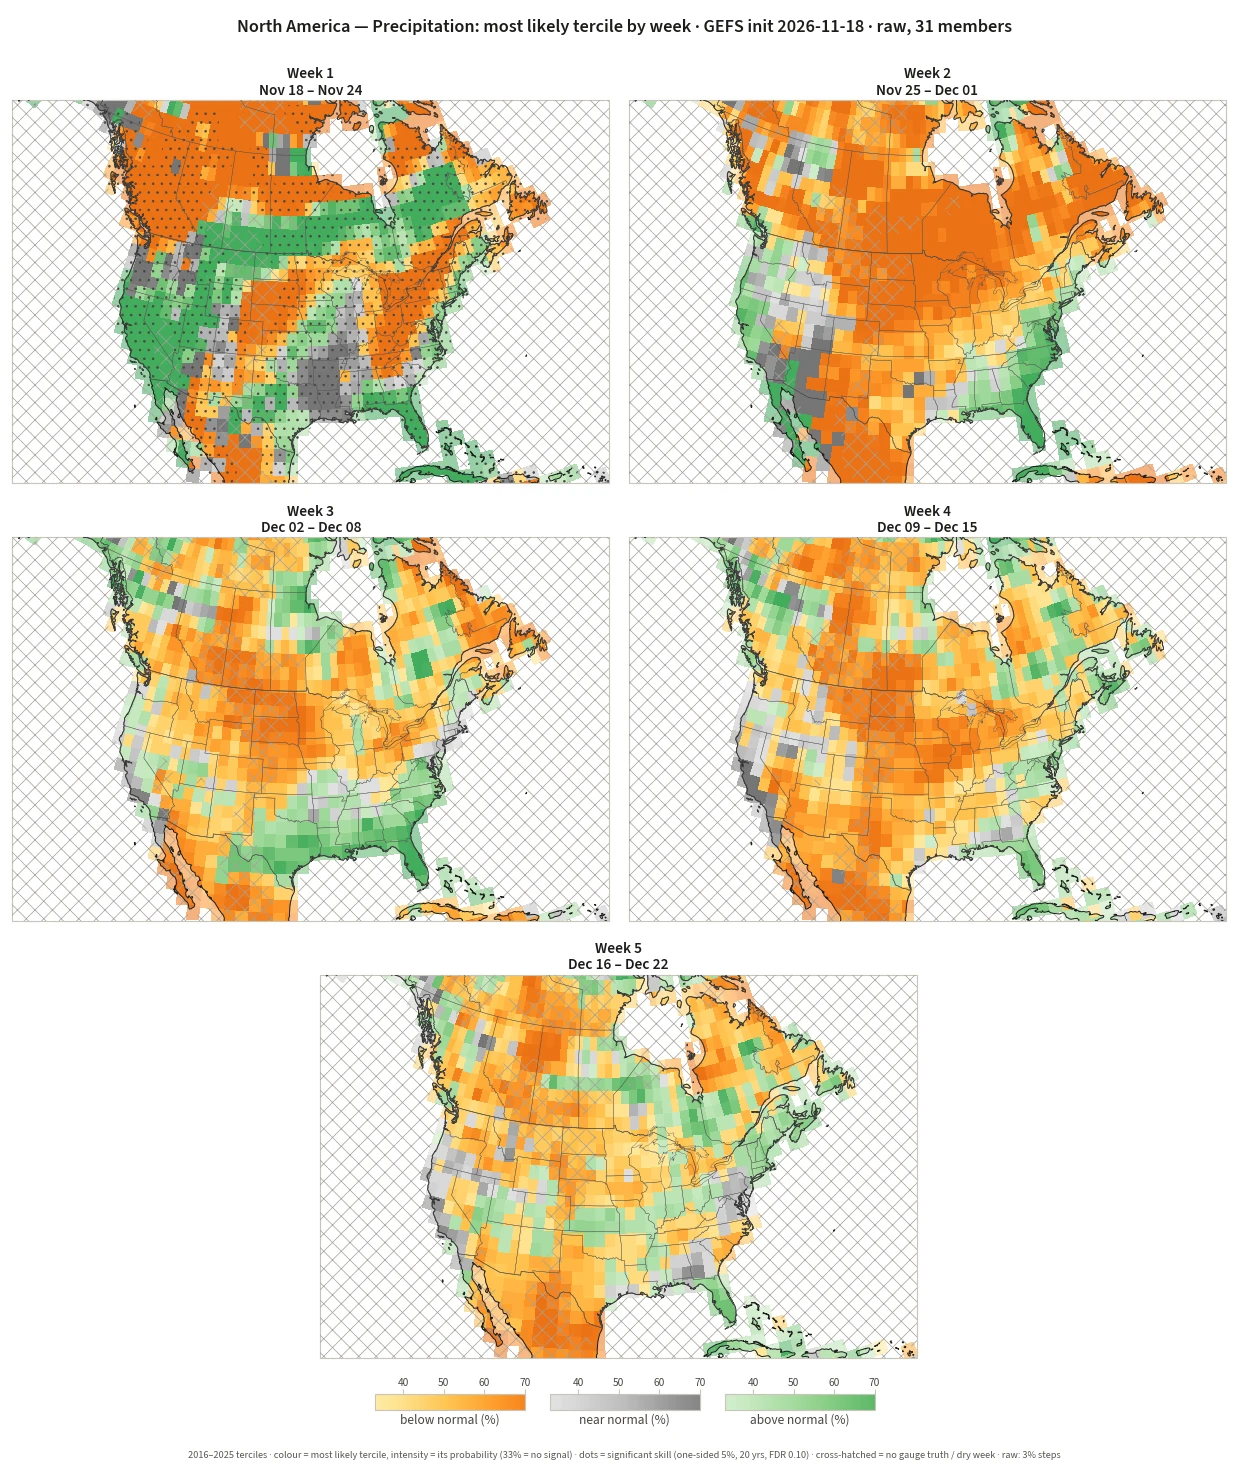 North America — Precipitation: most likely tercile by week · GEFS init 2026-11-18 · raw, 31 members
Week 1
Nov 18 – Nov 24
Week 2
Nov 25 – Dec 01
Week 3
Dec 02 – Dec 08
Week 4
Dec 09 – Dec 15
Week 5
Dec 16 – Dec 22
40 50 60 70
below normal (%)
40 50 60 70
near normal (%)
40 50 60 70
above normal (%)
2016–2025 terciles · colour = most likely tercile, intensity = its probability (33% = no signal) · dots = significant skill (one-sided 5%, 20 yrs, FDR 0.10) · cross-hatched = no gauge truth / dry week · raw: 3% steps